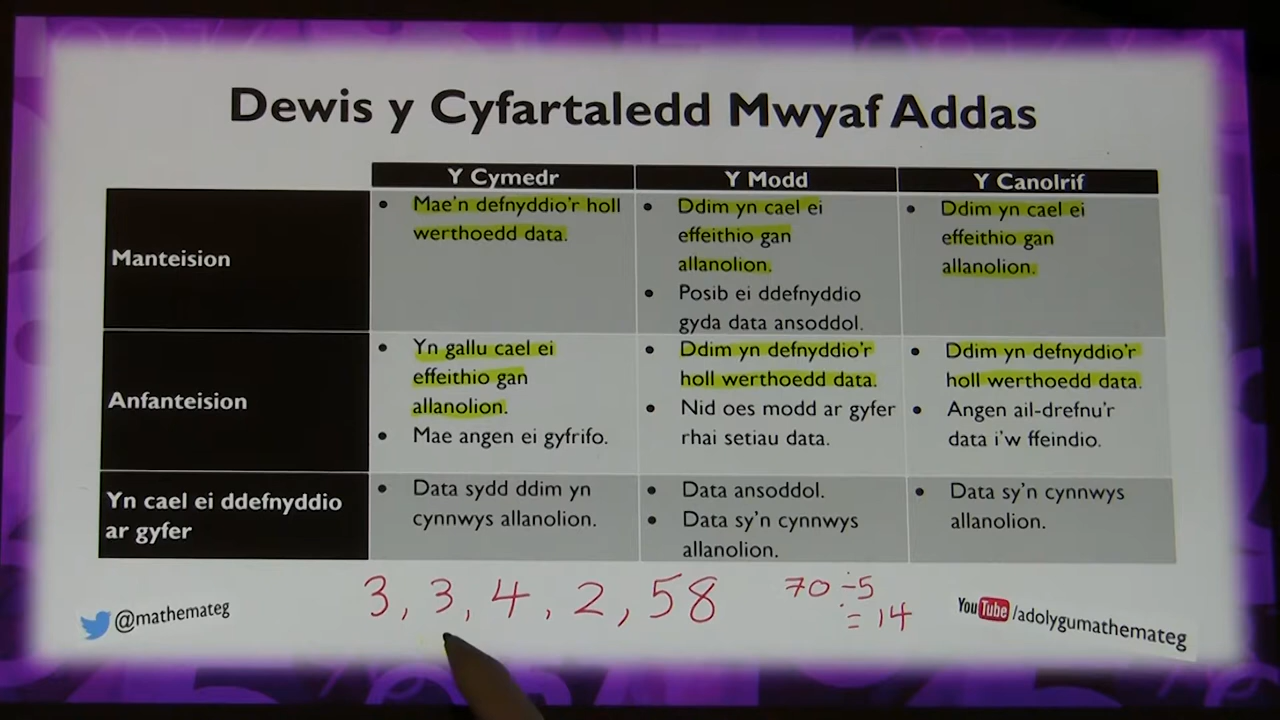 Dewis y Cyfartaledd Mwyaf Addas
Y Cymedr
Y Modd
Y Canolrif
Manteision
• Mae'n defnyddio'r holl
werthoedd data.
• Ddim yn cael ei
effeithio gan
allanolion.
• Posib ei ddefnyddio
gyda data ansoddol.
• Ddim yn cael ei
effeithio gan
allanolion.
Anfanteision
• Yn gallu cael ei
effeithio gan
allanolion.
• Mae angen ei gyfrifo.
• Ddim yn defnyddio'r
holl werthoedd data.
• Nid oes modd ar gyfer
rhai setiau data.
• Ddim yn defnyddio'r
holl werthoedd data.
• Angen ail-drefnu'r
data i'w ffeindio.
Yn cael ei ddefnyddio
ar gyfer
• Data sydd ddim yn
cynnwys allanolion.
• Data ansoddol.
• Data sy'n cynnwys
allanolion.
• Data sy'n cynnwys
allanolion.
@mathemateg
3, 3, 4, 2, 58
70 ÷ 5
= 14
YouTube/adolygumathemateg